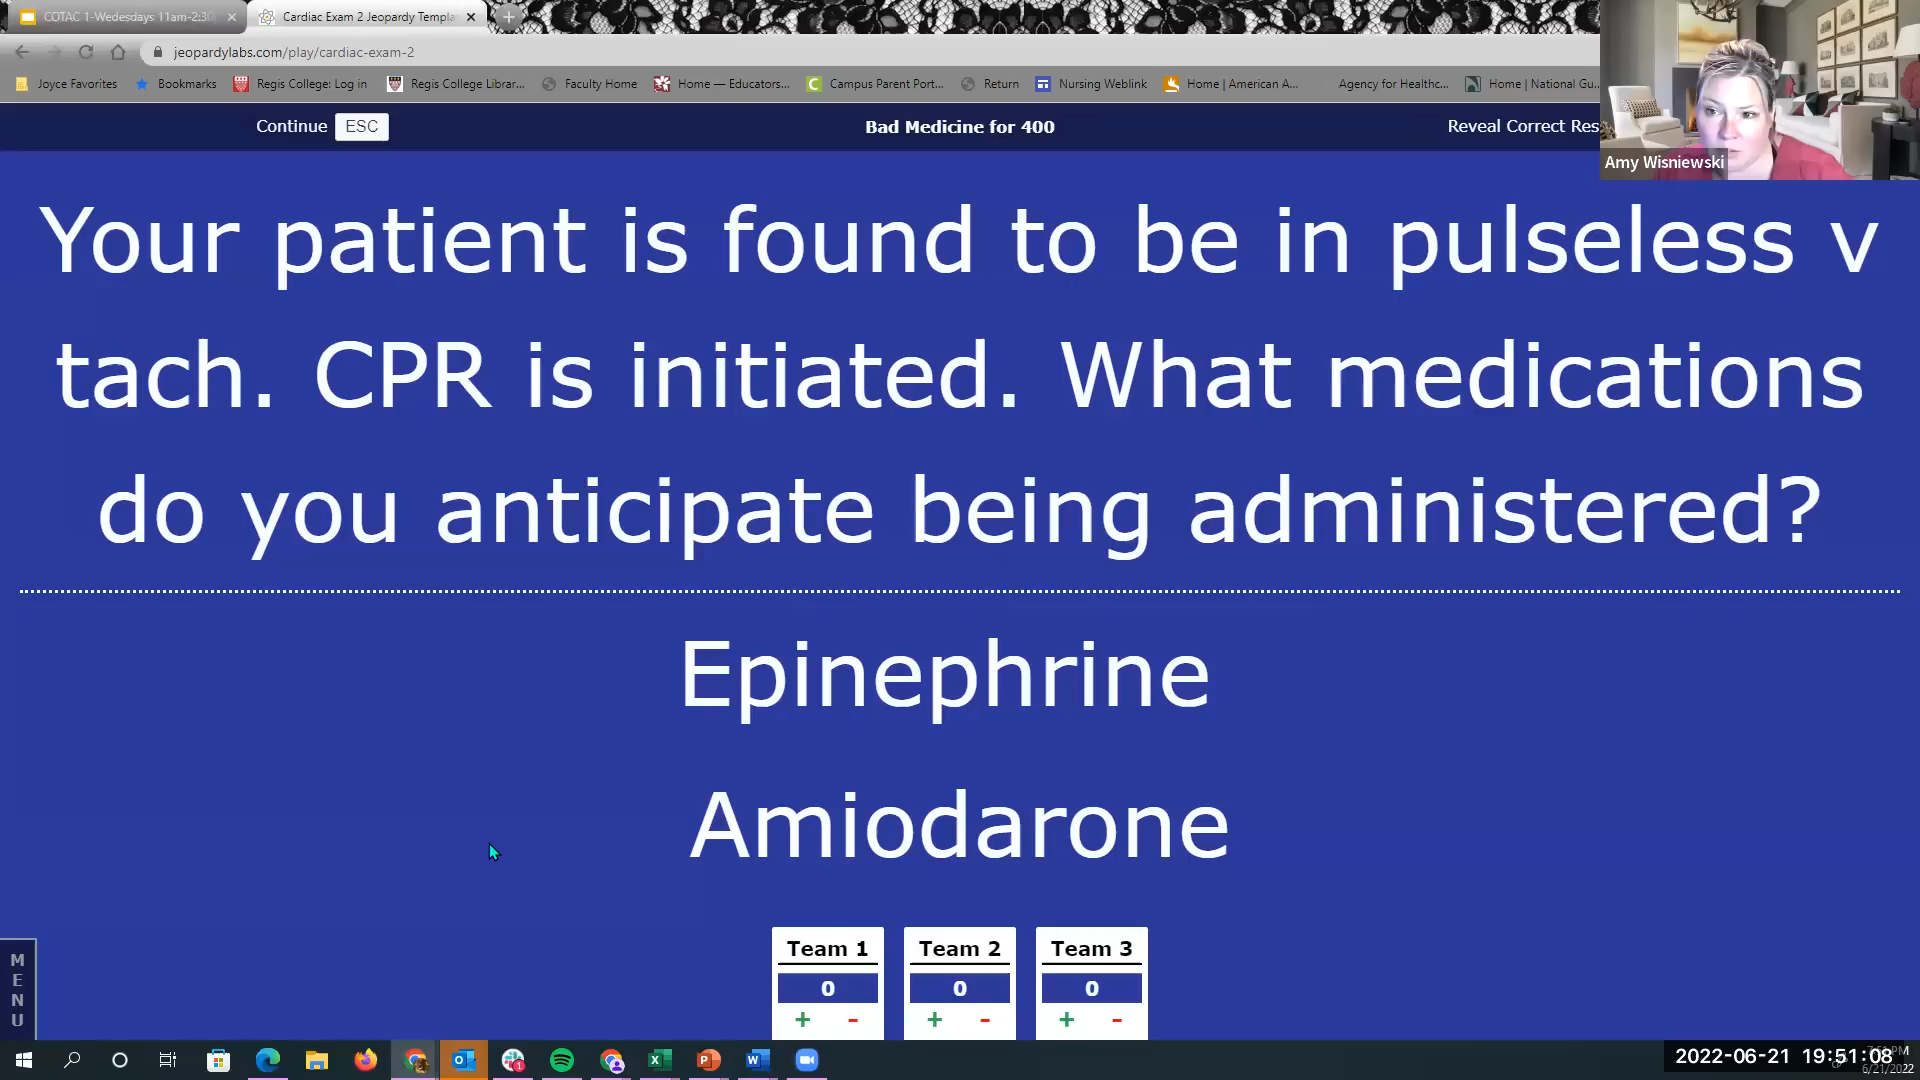 COTAC 1-Wedesdays 11am-2:30
Cardiac Exam 2 Jeopardy Templa
jeopardylabs.com/play/cardiac-exam-2
Joyce Favorites
Bookmarks
Regis College: Log in
Regis College Librar...
Faculty Home
Home — Educators...
Campus Parent Port...
Return
Nursing Weblink
Home | American A...
Agency for Healthc...
Home | National Gu...
Continue ESC
Bad Medicine for 400
Reveal Correct Res
Amy Wisniewski
Your patient is found to be in pulseless v
tach. CPR is initiated. What medications
do you anticipate being administered?
Epinephrine
Amiodarone
MENU
Team 1
0
+ -
Team 2
0
+ -
Team 3
0
+ -
2022-06-21 19:51:08
6/21/2022